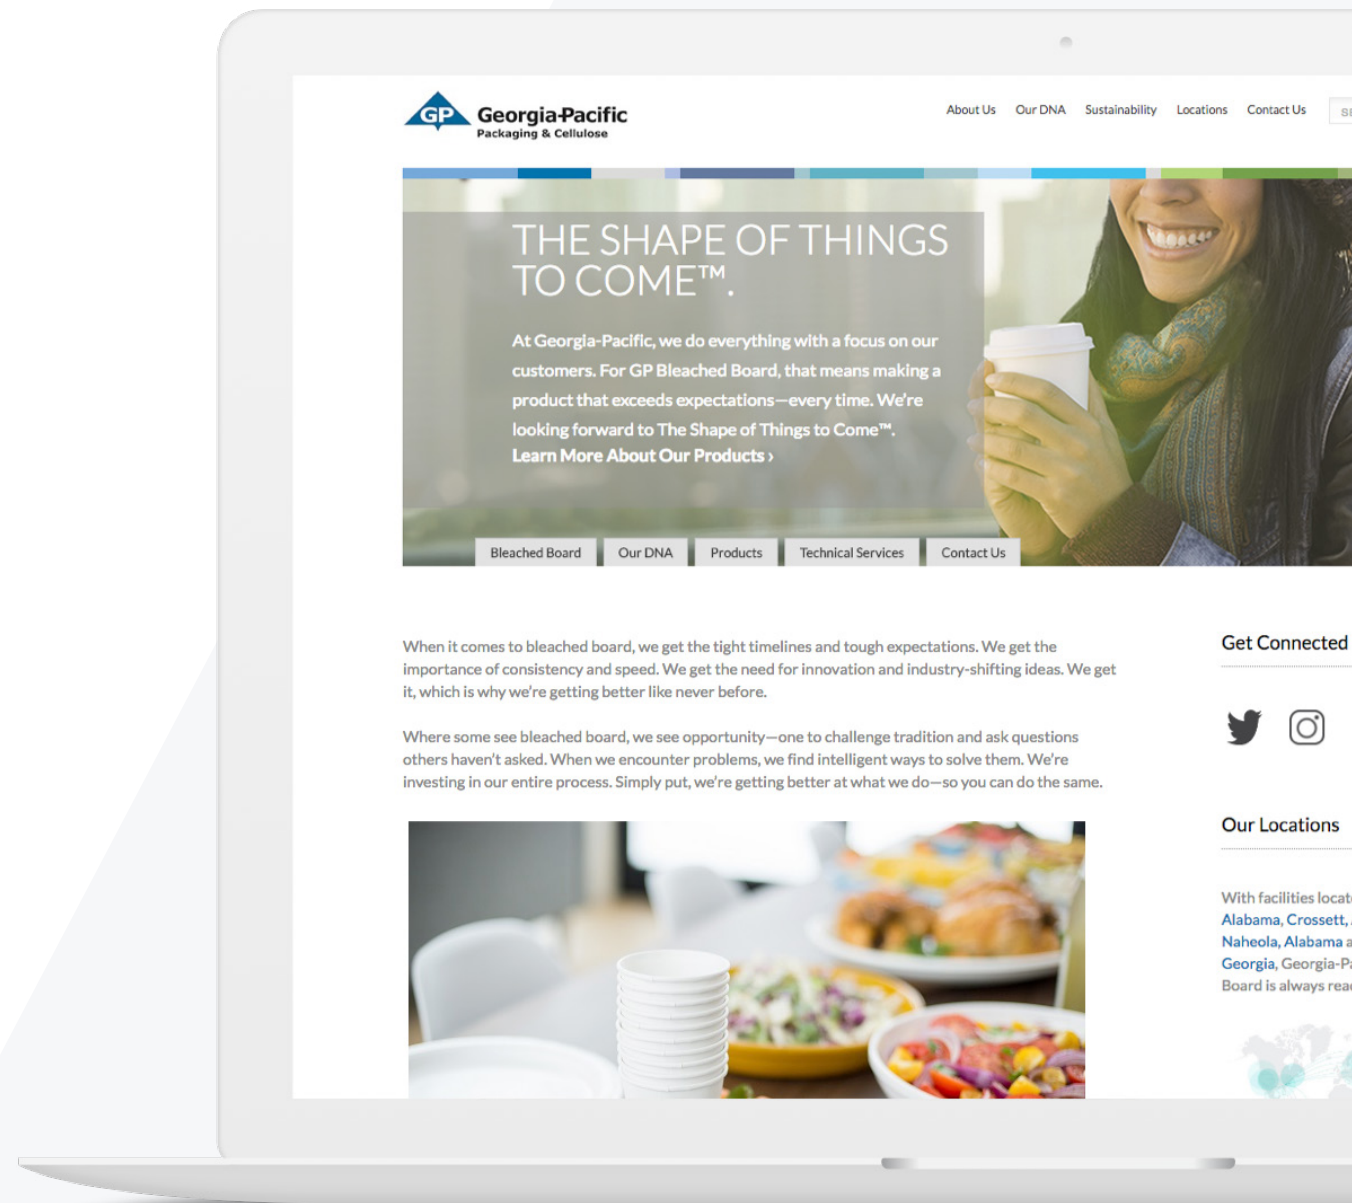 GP
Georgia-Pacific
Packaging & Cellulose
About Us Our DNA Sustainability Locations Contact Us
THE SHAPE OF THINGS
TO COME™.
At Georgia-Pacific, we do everything with a focus on our
customers. For GP Bleached Board, that means making a
product that exceeds expectations—every time. We're
looking forward to The Shape of Things to Come™.
Learn More About Our Products ›
Bleached Board Our DNA Products Technical Services Contact Us
When it comes to bleached board, we get the tight timelines and tough expectations. We get the
importance of consistency and speed. We get the need for innovation and industry-shifting ideas. We get
it, which is why we're getting better like never before.
Where some see bleached board, we see opportunity—one to challenge tradition and ask questions
others haven't asked. When we encounter problems, we find intelligent ways to solve them. We're
investing in our entire process. Simply put, we're getting better at what we do—so you can do the same.
Get Connected
Our Locations
With facilities
Alabama, Crossett,
Naheola, Alabama
Georgia,
Board is always